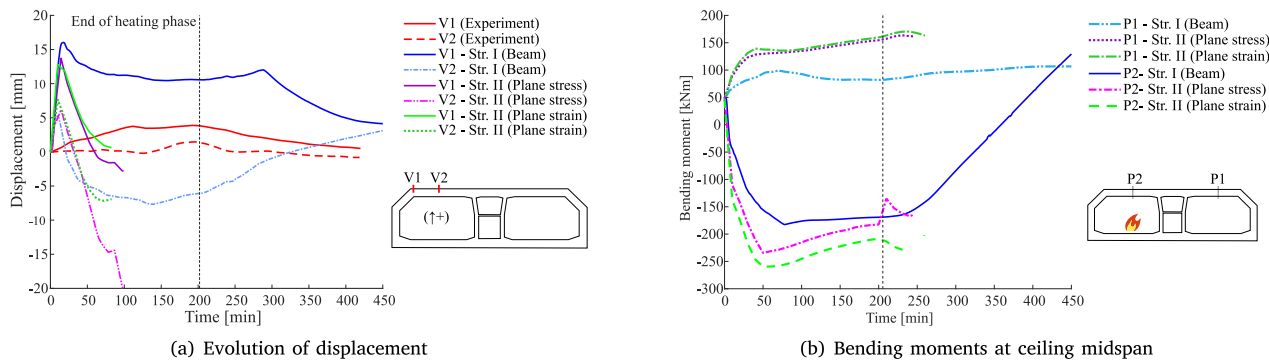 End of heating phase
V1 (Experiment)
V2 (Experiment)
V1 - Str. I (Beam)
V2 - Str. I (Beam)
V1 - Str. II (Plane stress)
V2 - Str. II (Plane stress)
V1 - Str. II (Plane strain)
V2 - Str. II (Plane strain)
Displacement [mm]
20
15
10
5
0
-5
-10
-15
-20
0 50 100 150 200 250 300 350 400 450
Time [min]
V1 V2
(↑+)
(a) Evolution of displacement
P1 - Str. I (Beam)
P1 - Str. II (Plane stress)
P1 - Str. II (Plane strain)
P2- Str. I (Beam)
P2- Str. II (Plane stress)
P2- Str. II (Plane strain)
Bending moment [kNm]
200
150
100
50
0
-50
-100
-150
-200
-250
-300
0 50 100 150 200 250 300 350 400 450
Time [min]
P2 P1
(b) Bending moments at ceiling midspan